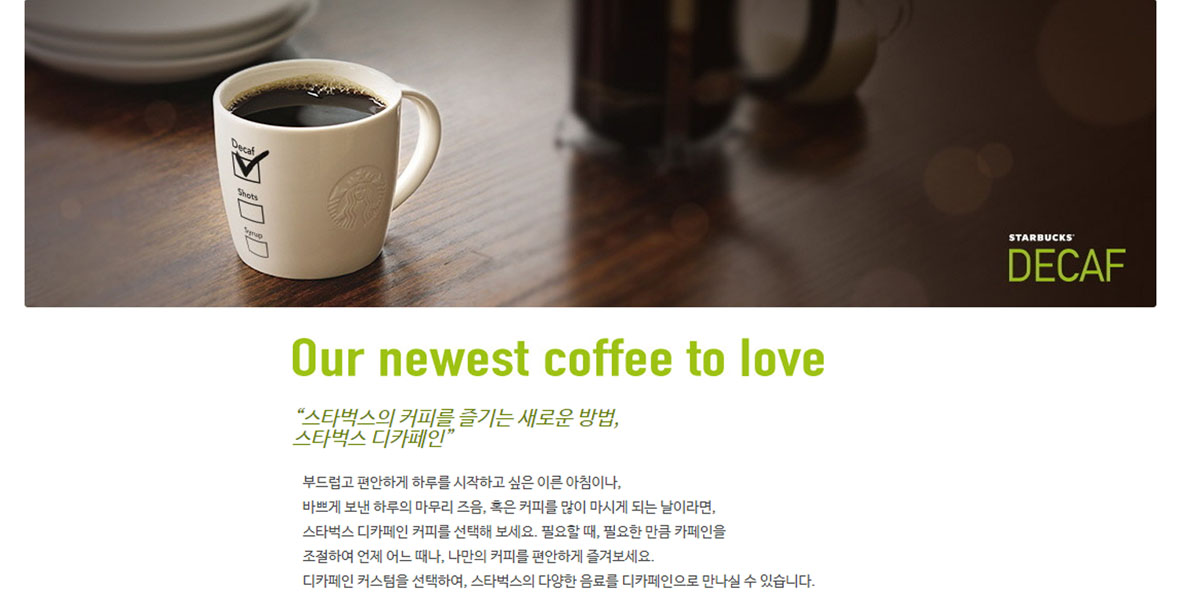 Decaf
Shots
Syrup
STARBUCKS
DECAF
Our newest coffee to love
“스타벅스의 커피를 즐기는 새로운 방법,
스타벅스 디카페인”
부드럽고 편안하게 하루를 시작하고 싶은 이른 아침이나,
바쁘게 보낸 하루의 마무리 즈음, 혹은 커피를 많이 마시게 되는 날이라면,
스타벅스 디카페인 커피를 선택해 보세요. 필요할 때, 필요한 만큼 카페인을
조절하여 언제 어느 때나, 나만의 커피를 편안하게 즐겨보세요.
디카페인 커스텀을 선택하여, 스타벅스의 다양한 음료를 디카페인으로 만나실 수 있습니다.